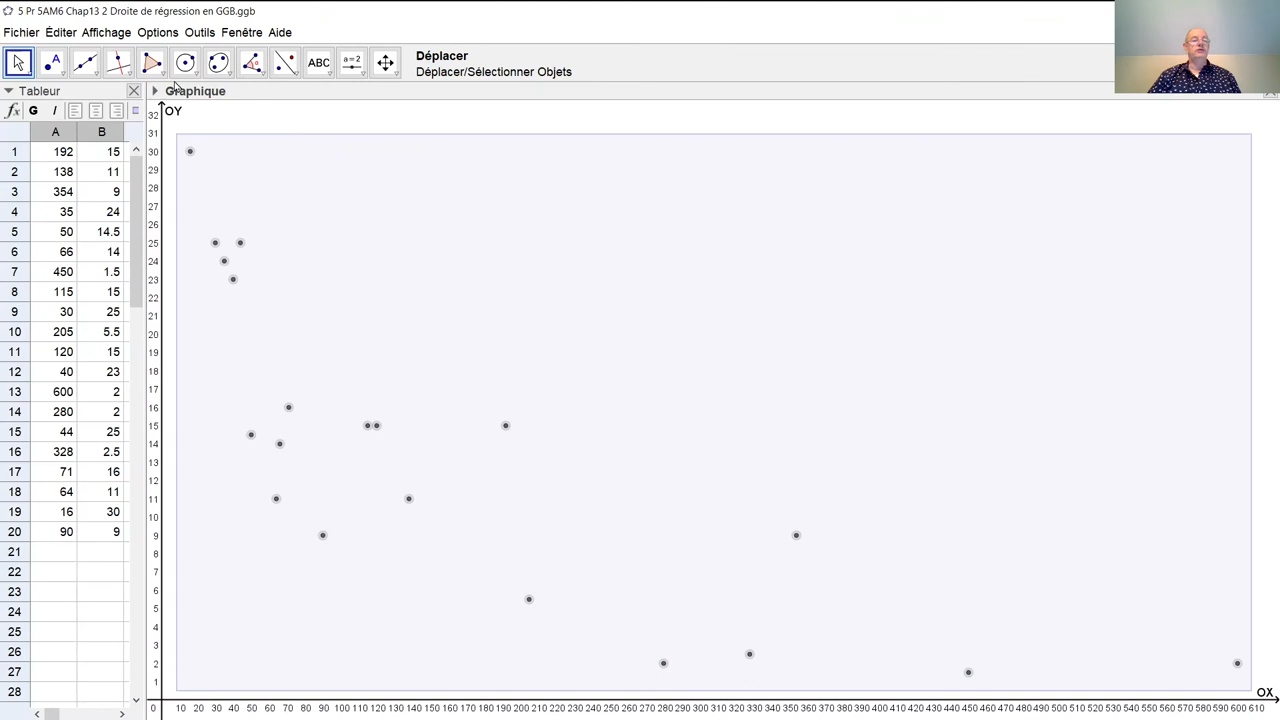 5 Pr 5AM6 Chap13 2 Droite de régression en GGB.ggb
Fichier Éditer Affichage Options Outils Fenêtre Aide
A
α
ABC
a=2
Déplacer
Déplacer/Sélectionner Objets
Tableur
Graphique
fx G I
A B
1 192 15
2 138 11
3 354 9
4 35 24
5 50 14.5
6 66 14
7 450 1.5
8 115 15
9 30 25
10 205 5.5
11 120 15
12 40 23
13 600 2
14 280 2
15 44 25
16 328 2.5
17 71 16
18 64 11
19 16 30
20 90 9
21
22
23
24
25
26
27
28
OY
32
31
30
29
28
27
26
25
24
23
22
21
20
19
18
17
16
15
14
13
12
11
10
9
8
7
6
5
4
3
2
1
OX
0 10 20 30 40 50 60 70 80 90 100 110 120 130 140 150 160 170 180 190 200 210 220 230 240 250 260 270 280 290 300 310 320 330 340 350 360 370 380 390 400 410 420 430 440 450 460 470 480 490 500 510 520 530 540 550 560 570 580 590 600 610